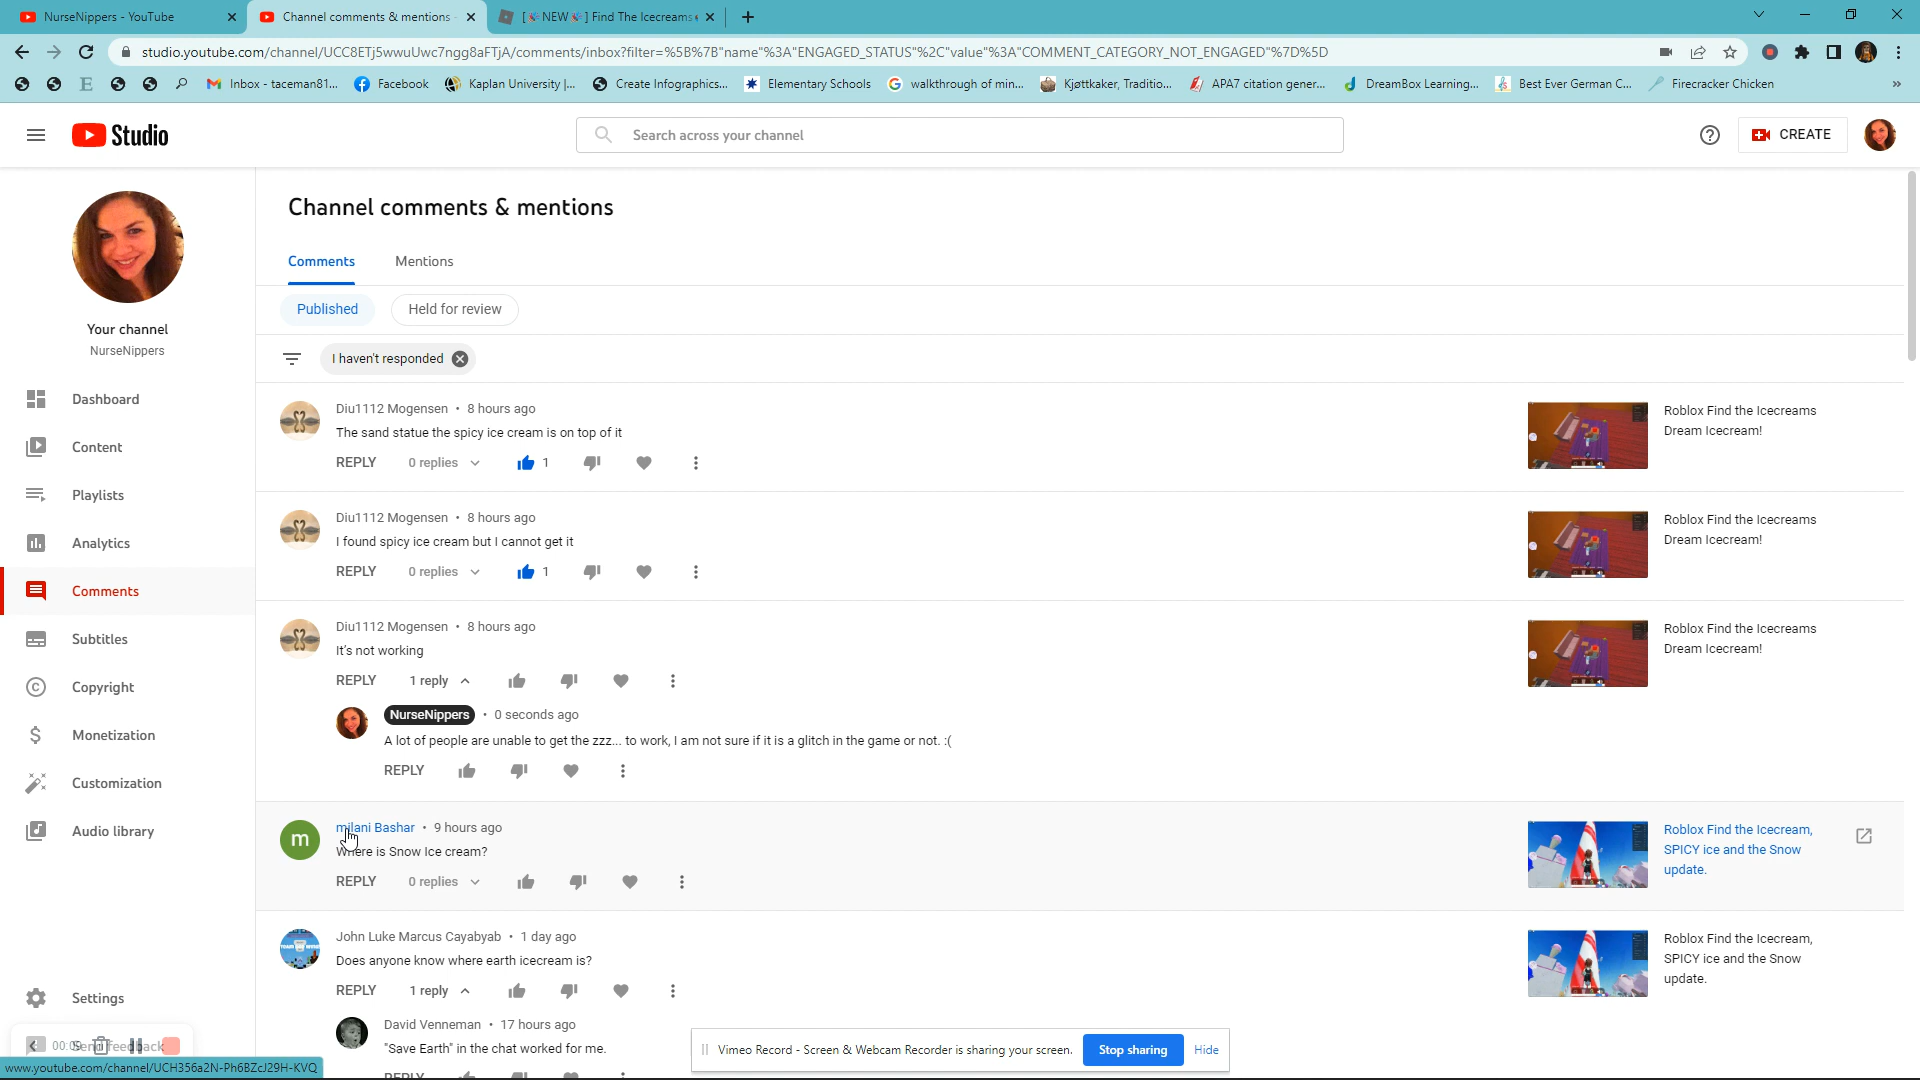 NurseNippers - YouTube
Channel comments & mentions
[ NEW ] Find The Icecreams
studio.youtube.com/channel/UCC8ETj5wwuUwc7ngg8aFTjA/comments/inbox?filter=%5B%7B"name"%3A"ENGAGED_STATUS"%2C"value"%3A"COMMENT_CATEGORY_NOT_ENGAGED"%7D%5D
Inbox - taceman81...
Facebook
Kaplan University |...
Create Infographics...
Elementary Schools
walkthrough of min...
Kjøttkaker, Traditio...
APA7 citation gener...
DreamBox Learning...
Best Ever German C...
Firecracker Chicken
Studio
Search across your channel
CREATE
Your channel
NurseNippers
Dashboard
Content
Playlists
Analytics
Comments
Subtitles
Copyright
Monetization
Customization
Audio library
Settings
Channel comments & mentions
Comments
Mentions
Published
Held for review
I haven't responded
Diu1112 Mogensen • 8 hours ago
The sand statue the spicy ice cream is on top of it
REPLY 0 replies 1
Roblox Find the Icecreams
Dream Icecream!
Diu1112 Mogensen • 8 hours ago
I found spicy ice cream but I cannot get it
REPLY 0 replies 1
Roblox Find the Icecreams
Dream Icecream!
Diu1112 Mogensen • 8 hours ago
It's not working
REPLY 1 reply
Roblox Find the Icecreams
Dream Icecream!
NurseNippers • 0 seconds ago
A lot of people are unable to get the zzz... to work, I am not sure if it is a glitch in the game or not. :(
REPLY
milani Bashar • 9 hours ago
Where is Snow Ice cream?
REPLY 0 replies
Roblox Find the Icecream,
SPICY ice and the Snow
update.
John Luke Marcus Cayabyab • 1 day ago
Does anyone know where earth icecream is?
REPLY 1 reply
Roblox Find the Icecream,
SPICY ice and the Snow
update.
David Venneman • 17 hours ago
"Save Earth" in the chat worked for me.
REPLY
Vimeo Record - Screen & Webcam Recorder is sharing your screen.
Stop sharing
Hide
www.youtube.com/channel/UCH356a2N-Ph6BZcJ29H-KVQ